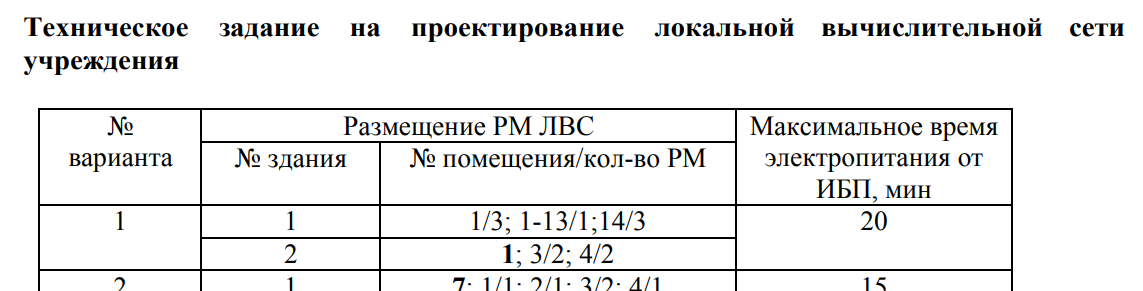 Техническое задание на проектирование локальной вычислительной сети
учреждения
№
варианта
Размещение РМ ЛВС
Максимальное время
электропитания от
ИБП, мин
№ здания
№ помещения/кол-во РМ
1
1
1/3; 1-13/1;14/3
20
2
1; 3/2; 4/2
2
1
7; 1/1; 2/1; 3/2; 4/1
15